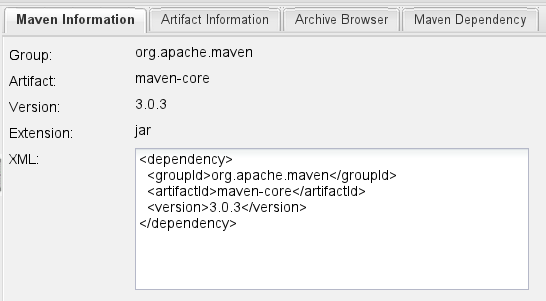 Maven Information Artifact Information Archive Browser Maven Dependency
Group: org.apache.maven
Artifact: maven-core
Version: 3.0.3
Extension: jar
XML: <dependency>
<groupId>org.apache.maven</groupId>
<artifactId>maven-core</artifactId>
<version>3.0.3</version>
</dependency>